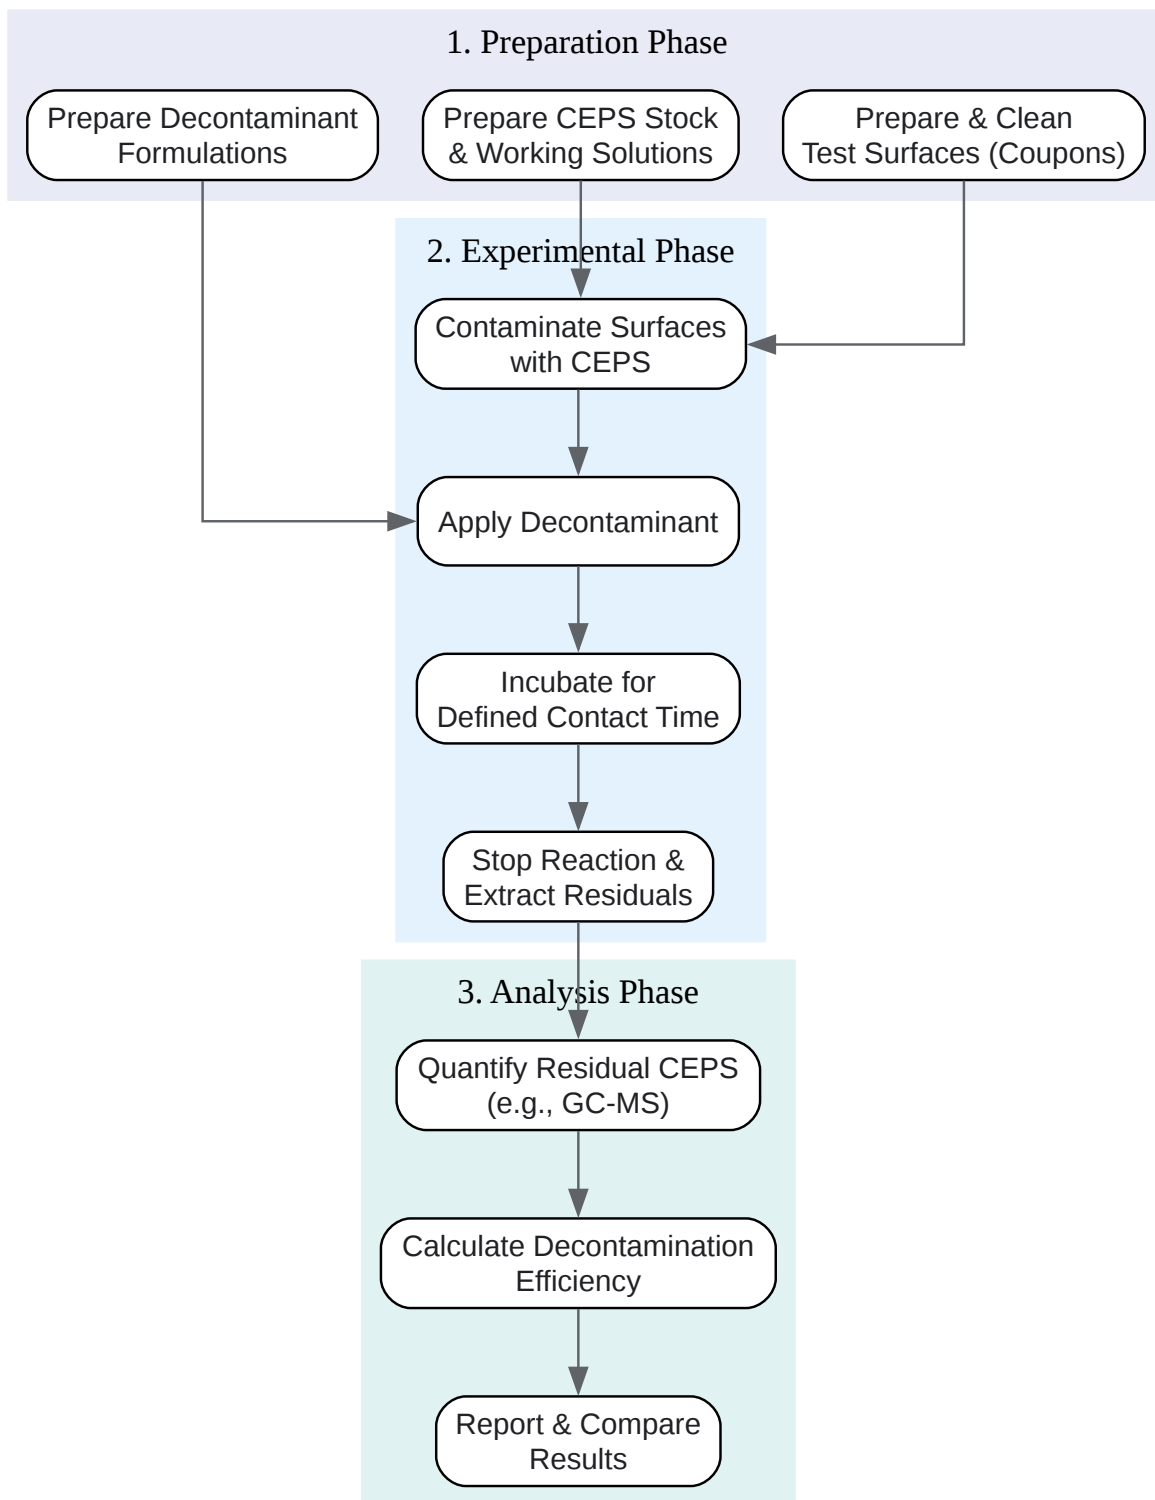 1. Preparation Phase
Prepare Decontaminant
Formulations
Prepare CEPS Stock
& Working Solutions
Prepare & Clean
Test Surfaces (Coupons)
2. Experimental Phase
Contaminate Surfaces
with CEPS
Apply Decontaminant
Incubate for
Defined Contact Time
Stop Reaction &
Extract Residuals
3. Analysis Phase
Quantify Residual CEPS
(e.g., GC-MS)
Calculate Decontamination
Efficiency
Report & Compare
Results